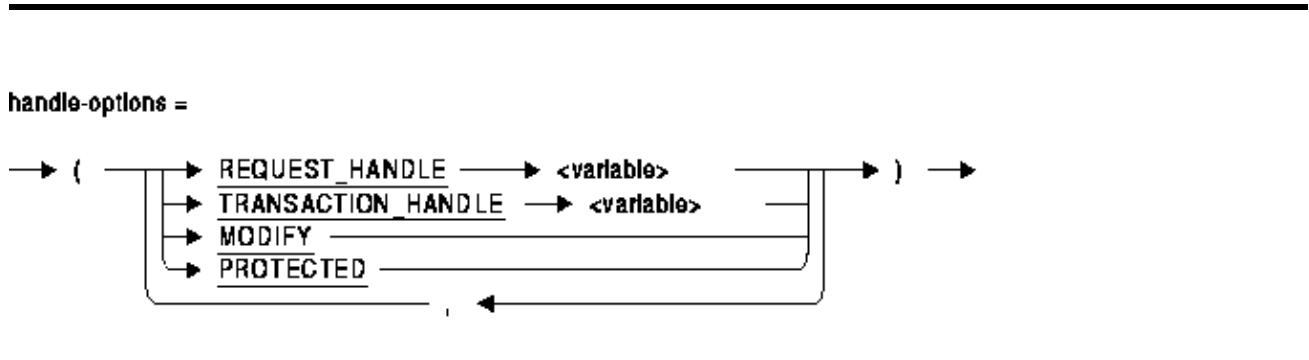 handle-options =
( REQUEST_HANDLE <variable> )
TRANSACTION_HANDLE <variable>
MODIFY
PROTECTED
,